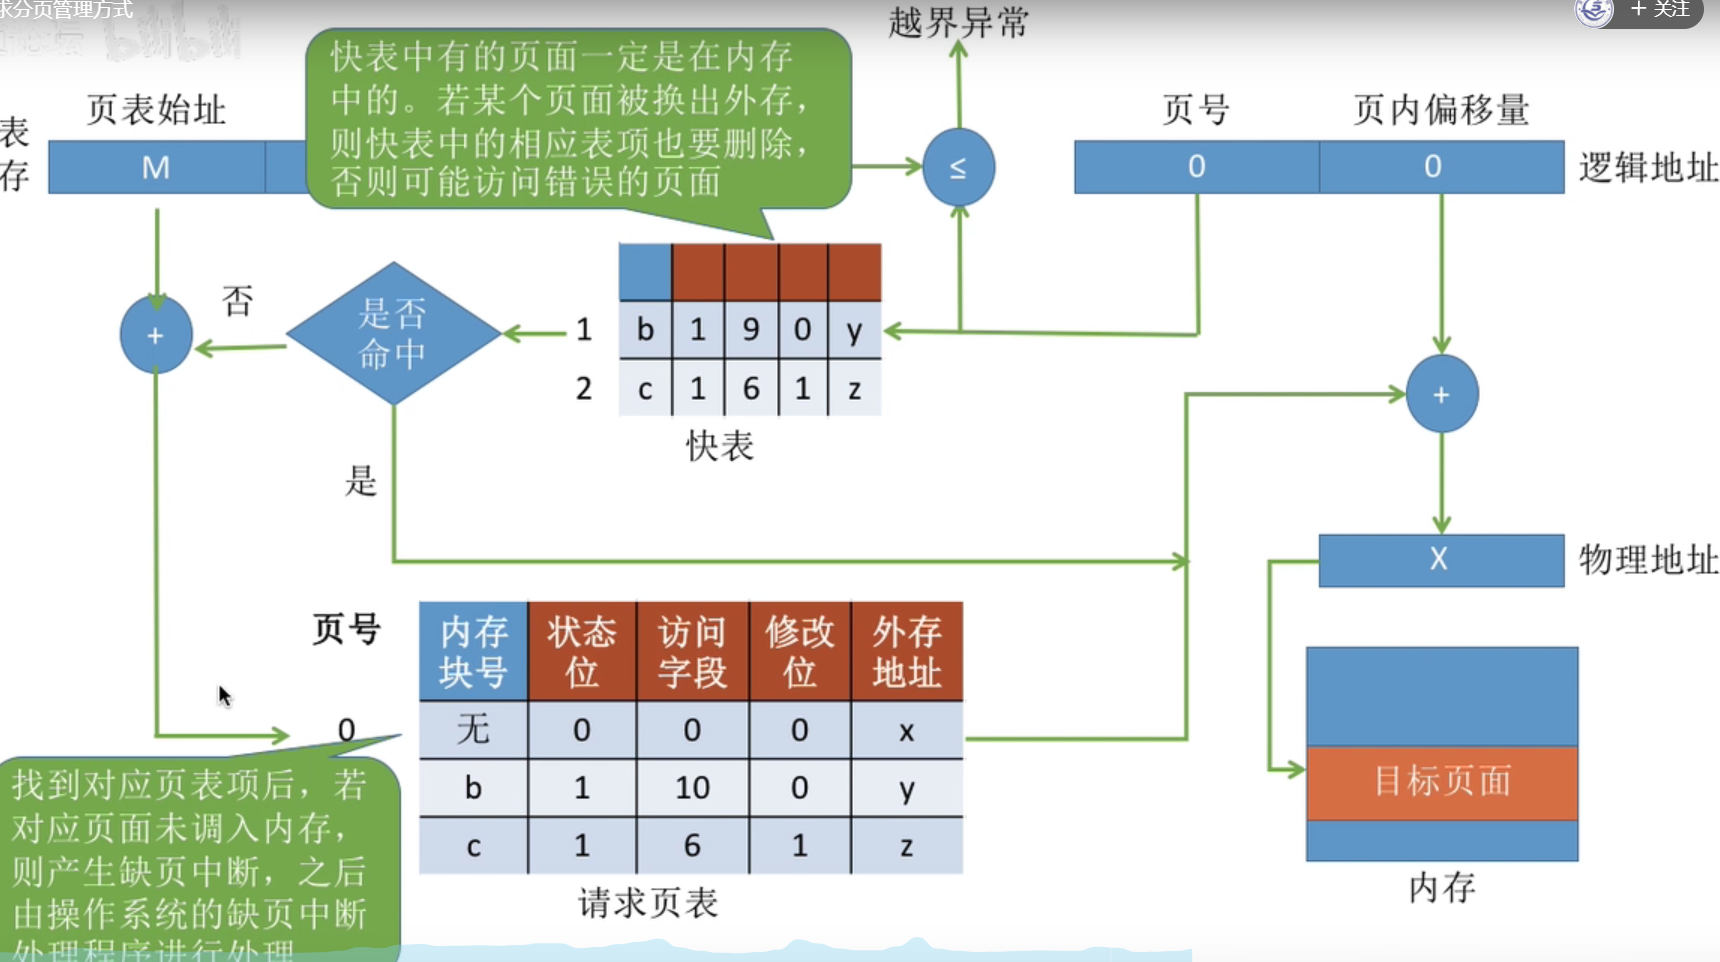 求分页管理方式
bilibili
+ 关注
越界异常
快表中有的页面一定是在内存
中的。若某个页面被换出外存，
则快表中的相应表项也要删除，
否则可能访问错误的页面
页表始址
页号 页内偏移量
表
存
M
≤
0 0 逻辑地址
否
是否
命中
+
1 b 1 9 0 y
2 c 1 6 1 z
快表
+
是
X 物理地址
页号
内存块号 状态位 访问字段 修改位 外存地址
0 无 0 0 0 x
b 1 10 0 y
c 1 6 1 z
请求页表
找到对应页表项后，若
对应页面未调入内存，
则产生缺页中断，之后
由操作系统的缺页中断
处理程序进行处理
目标页面
内存